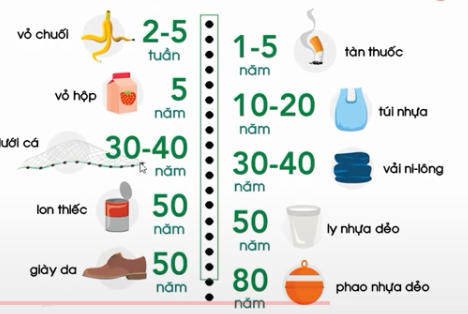 vỏ chuối
2-5
tuần
vỏ hộp
5
năm
lưới cá
30-40
năm
lon thiếc
50
năm
giày da
50
năm
1-5
năm
tàn thuốc
10-20
năm
túi nhựa
30-40
năm
vải ni-lông
50
năm
ly nhựa dẻo
80
năm
phao nhựa dẻo